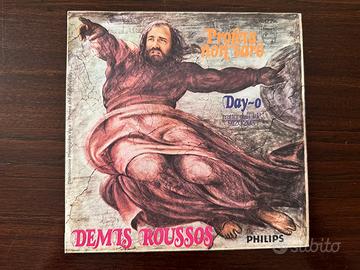 Profeta
non sarò
Day-o
DEMIS ROUSSOS
PHILIPS
subito